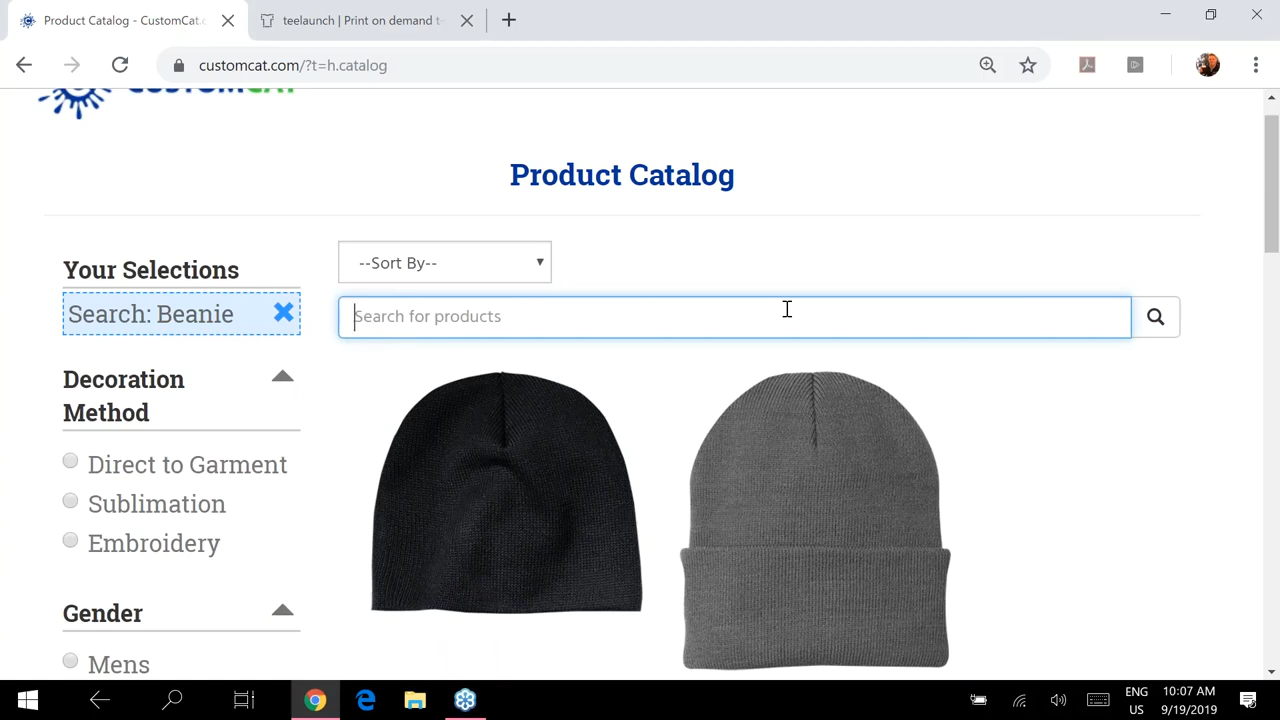 Product Catalog - CustomCat.c
teelaunch | Print on demand t-
customcat.com/?t=h.catalog
CUSTOMCAT
Product Catalog
Your Selections
Search: Beanie
--Sort By--
Search for products
Decoration
Method
Direct to Garment
Sublimation
Embroidery
Gender
Mens
ENG
US
10:07 AM
9/19/2019